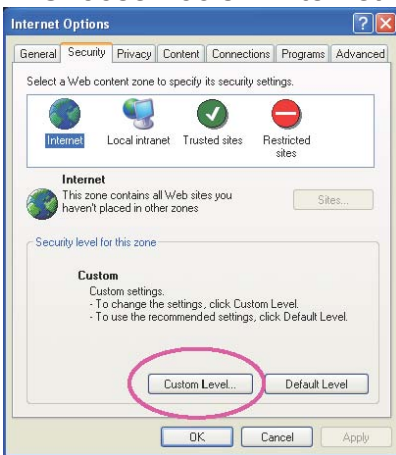 Internet Options
General Security Privacy Content Connections Programs Advanced
Select a Web content zone to specify its security settings.
Internet Local intranet Trusted sites Restricted
sites
Internet
This zone contains all Web sites you
haven't placed in other zones
Sites...
Security level for this zone
Custom
Custom settings.
- To change the settings, click Custom Level.
- To use the recommended settings, click Default Level.
Custom Level... Default Level
OK Cancel Apply